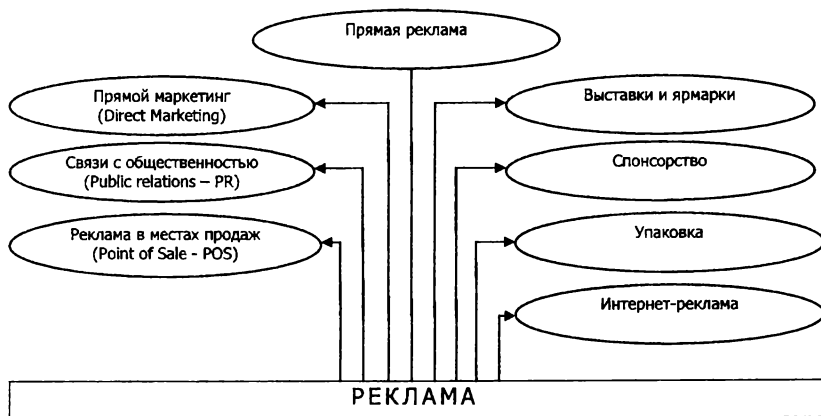 Прямая реклама
Прямой маркетинг
(Direct Marketing)
Выставки и ярмарки
Связи с общественностью
(Public relations – PR)
Спонсорство
Реклама в местах продаж
(Point of Sale - POS)
Упаковка
Интернет-реклама
РЕКЛАМА